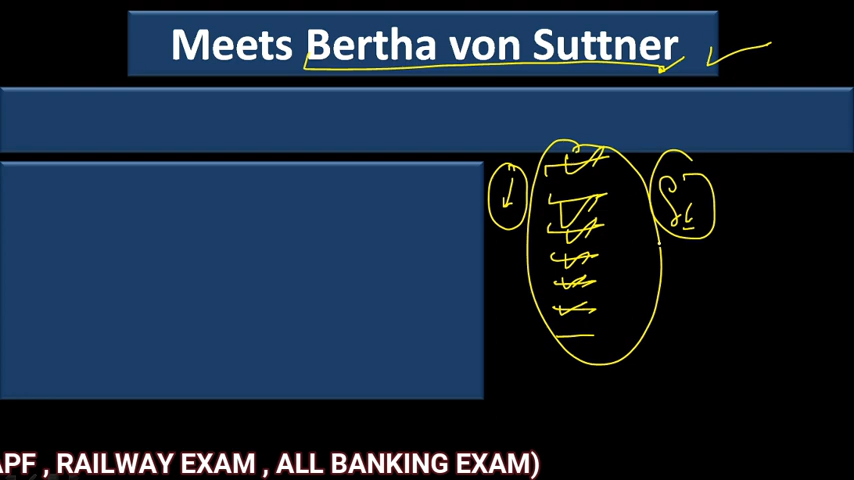 Meets Bertha von Suttner
APF , RAILWAY EXAM , ALL BANKING EXAM)